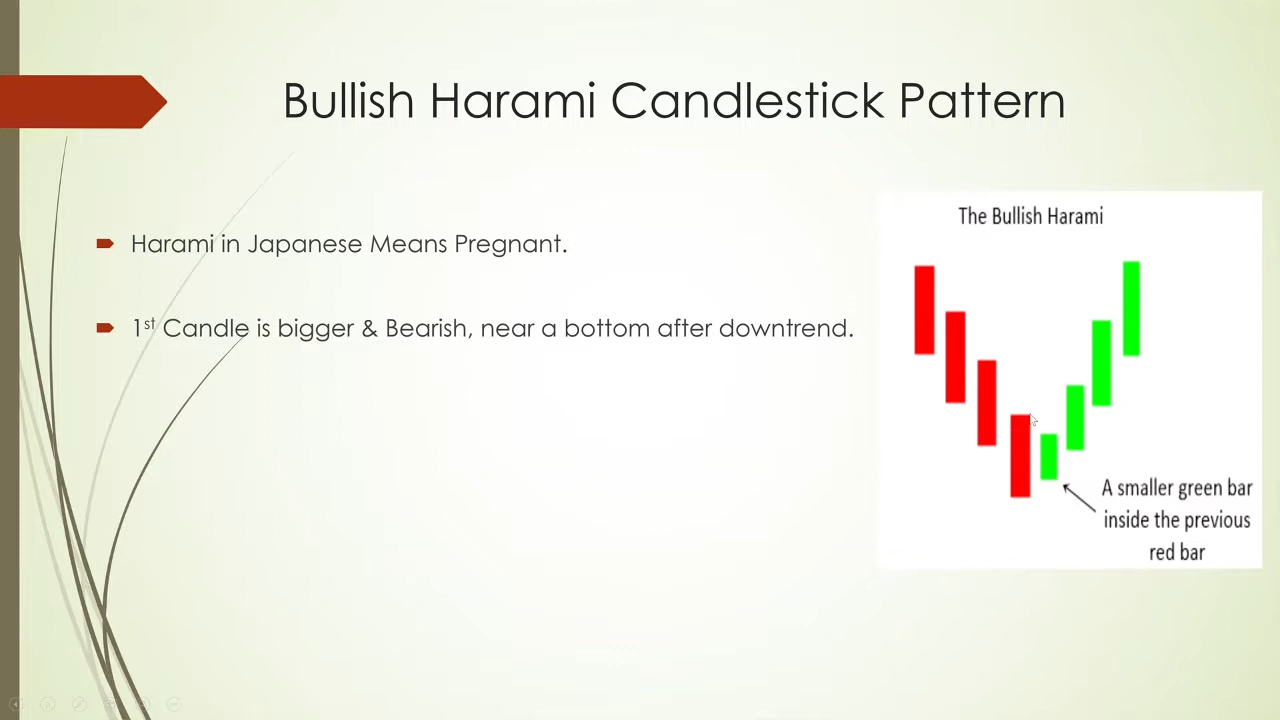 Bullish Harami Candlestick Pattern
Harami in Japanese Means Pregnant.
1st Candle is bigger & Bearish, near a bottom after downtrend.
The Bullish Harami
A smaller green bar
inside the previous
red bar